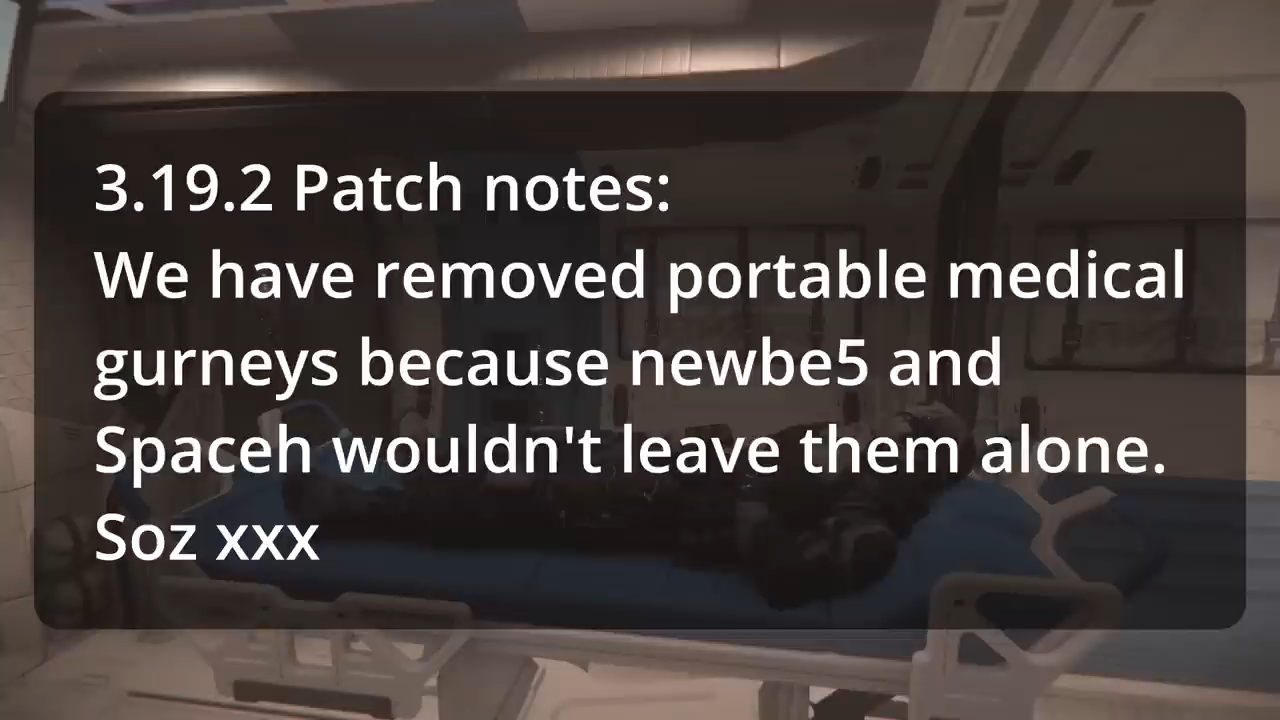 3.19.2 Patch notes:
We have removed portable medical
gurneys because newbe5 and
Spaceh wouldn't leave them alone.
Soz xxx